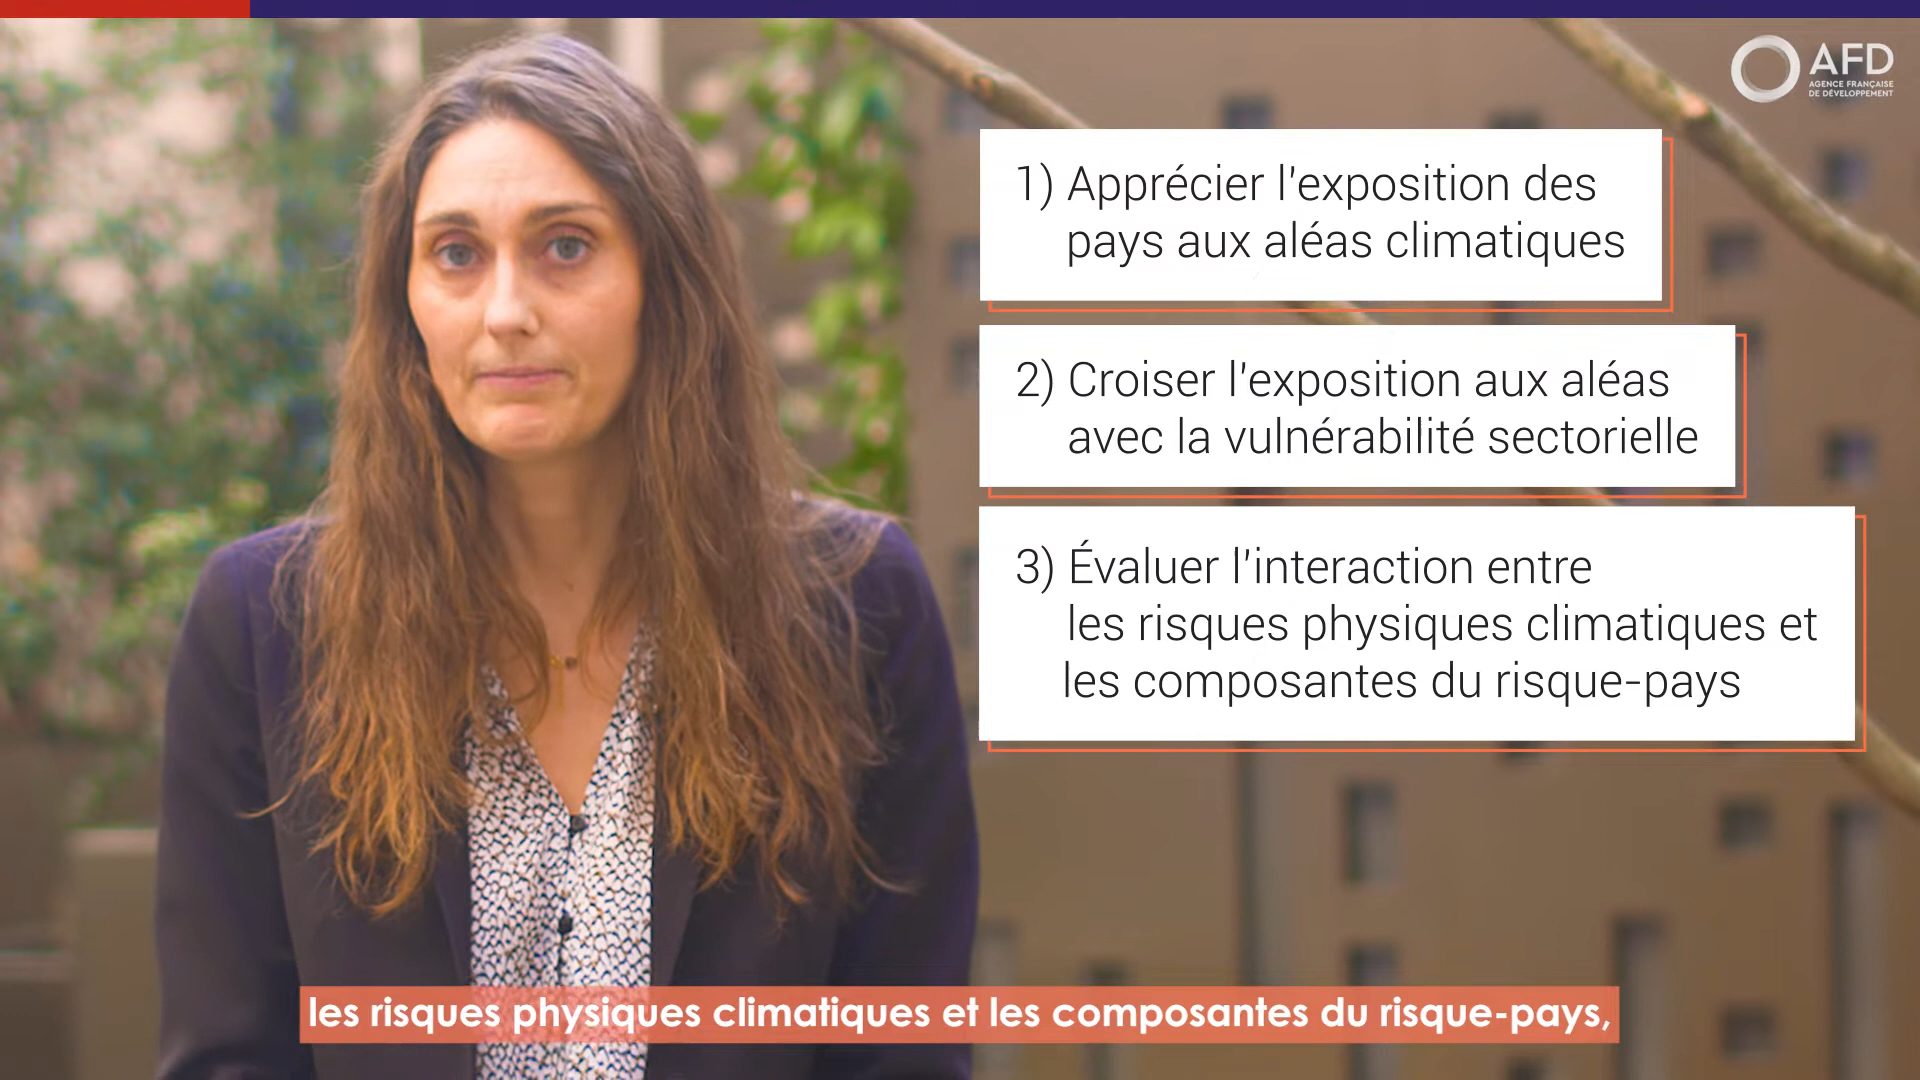 AFD
AGENCE FRANÇAISE
DE DÉVELOPPEMENT
1) Apprécier l'exposition des
pays aux aléas climatiques
2) Croiser l'exposition aux aléas
avec la vulnérabilité sectorielle
3) Évaluer l'interaction entre
les risques physiques climatiques et
les composantes du risque-pays
les risques physiques climatiques et les composantes du risque-pays,